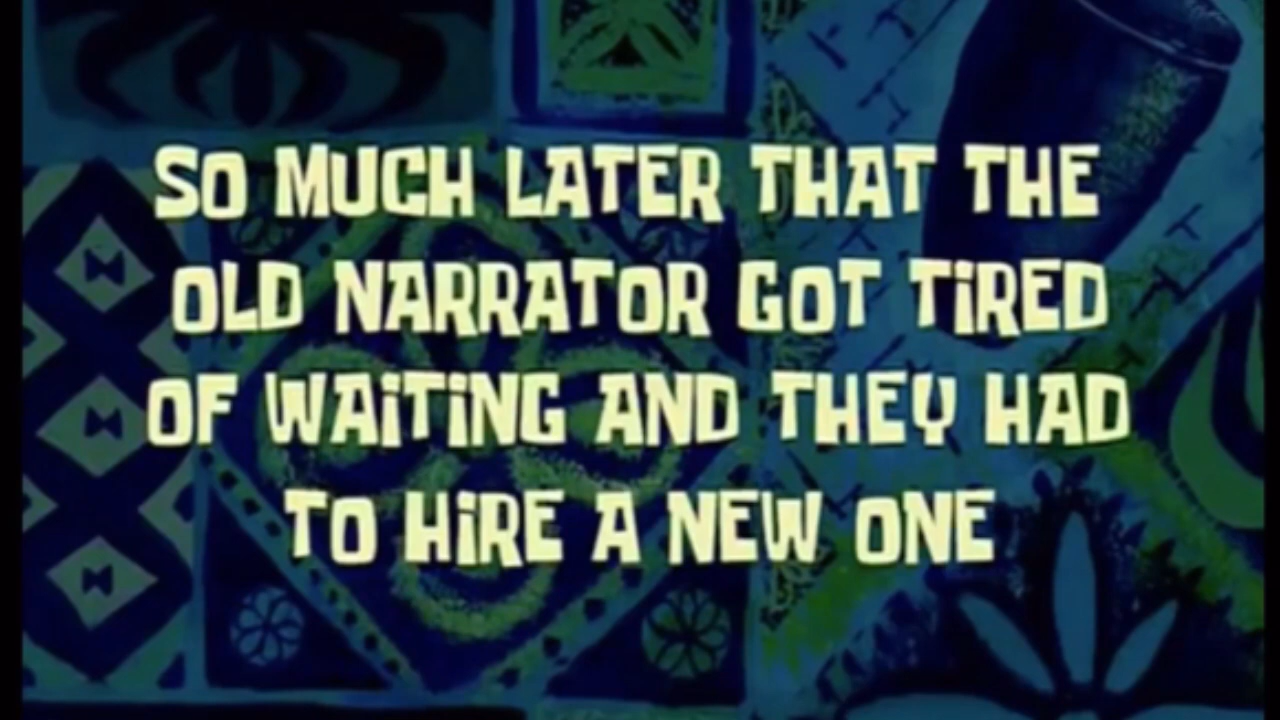 SO MUCH LATER THAT THE
OLD NARRATOR GOT TiRED
OF WAiTiNG AND THEY HAD
TO HiRE A NEW ONE